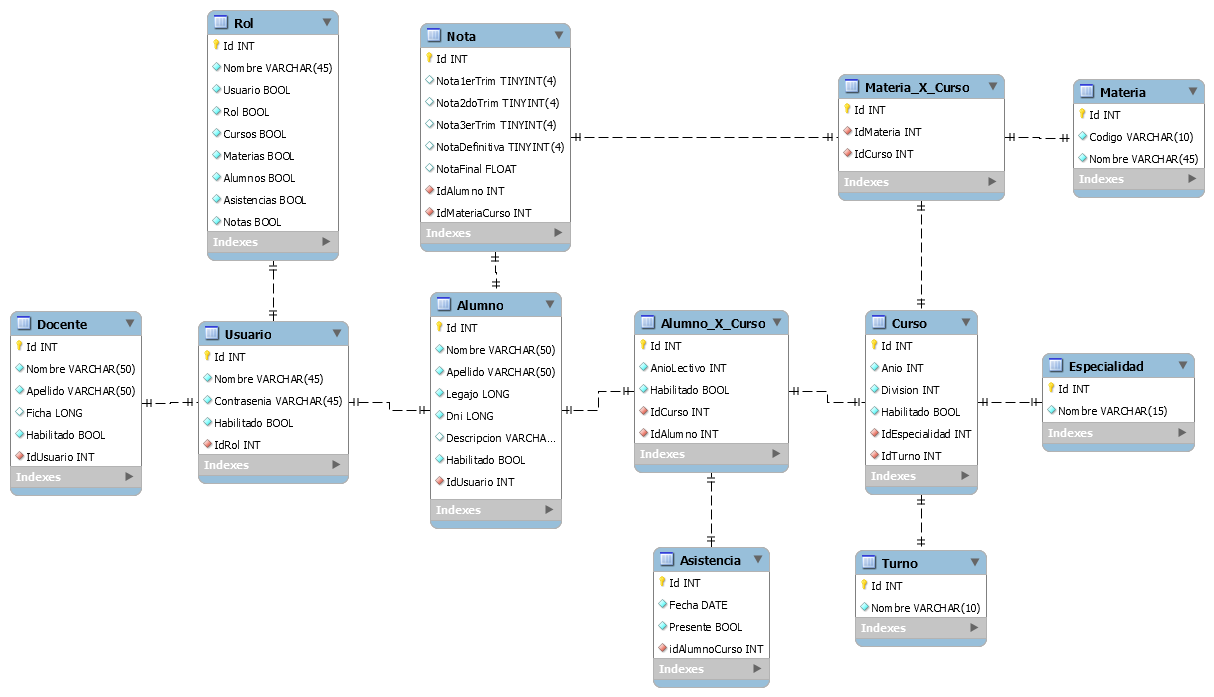 Rol
Id INT
Nombre VARCHAR(45)
Usuario BOOL
Rol BOOL
Cursos BOOL
Materias BOOL
Alumnos BOOL
Asistencias BOOL
Notas BOOL
Indexes
Nota
Id INT
Nota1erTrim TINYINT(4)
Nota2doTrim TINYINT(4)
Nota3erTrim TINYINT(4)
NotaDefinitiva TINYINT(4)
NotaFinal FLOAT
IdAlumno INT
IdMateriaCurso INT
Indexes
Materia_X_Curso
Id INT
IdMateria INT
IdCurso INT
Indexes
Materia
Id INT
Codigo VARCHAR(10)
Nombre VARCHAR(45)
Indexes
Docente
Id INT
Nombre VARCHAR(50)
Apellido VARCHAR(50)
Ficha LONG
Habilitado BOOL
IdUsuario INT
Indexes
Usuario
Id INT
Nombre VARCHAR(45)
Contrasenia VARCHAR(45)
Habilitado BOOL
IdRol INT
Indexes
Alumno
Id INT
Nombre VARCHAR(50)
Apellido VARCHAR(50)
Legajo LONG
Dni LONG
Descripcion VARCHA...
Habilitado BOOL
IdUsuario INT
Indexes
Alumno_X_Curso
Id INT
AnioLectivo INT
Habilitado BOOL
IdCurso INT
IdAlumno INT
Indexes
Curso
Id INT
Anio INT
Division INT
Habilitado BOOL
IdEspecialidad INT
IdTurno INT
Indexes
Especialidad
Id INT
Nombre VARCHAR(15)
Indexes
Asistencia
Id INT
Fecha DATE
Presente BOOL
idAlumnoCurso INT
Indexes
Turno
Id INT
Nombre VARCHAR(10)
Indexes